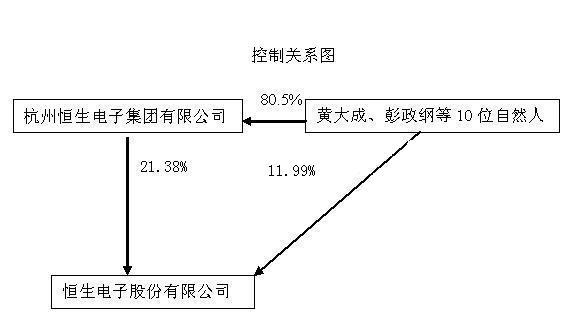 控制关系图
80.5%
杭州恒生电子集团有限公司
黄大成、彭政纲等 10 位自然人
21.38%
11.99%
恒生电子股份有限公司